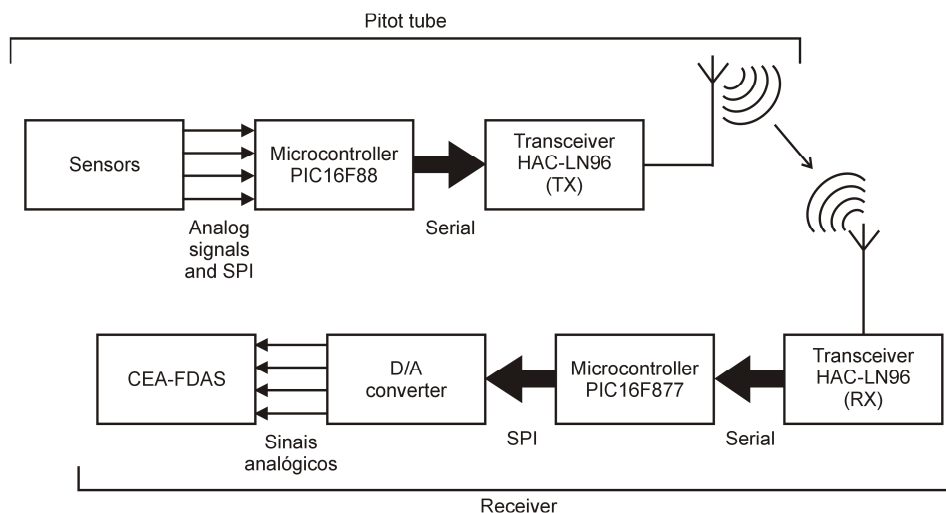 Pitot tube
Sensors
Analog
signals
and SPI
Microcontroller
PIC16F88
Serial
Transceiver
HAC-LN96
(TX)
CEA-FDAS
Sinais
analógicos
D/A
converter
SPI
Microcontroller
PIC16F877
Serial
Transceiver
HAC-LN96
(RX)
Receiver